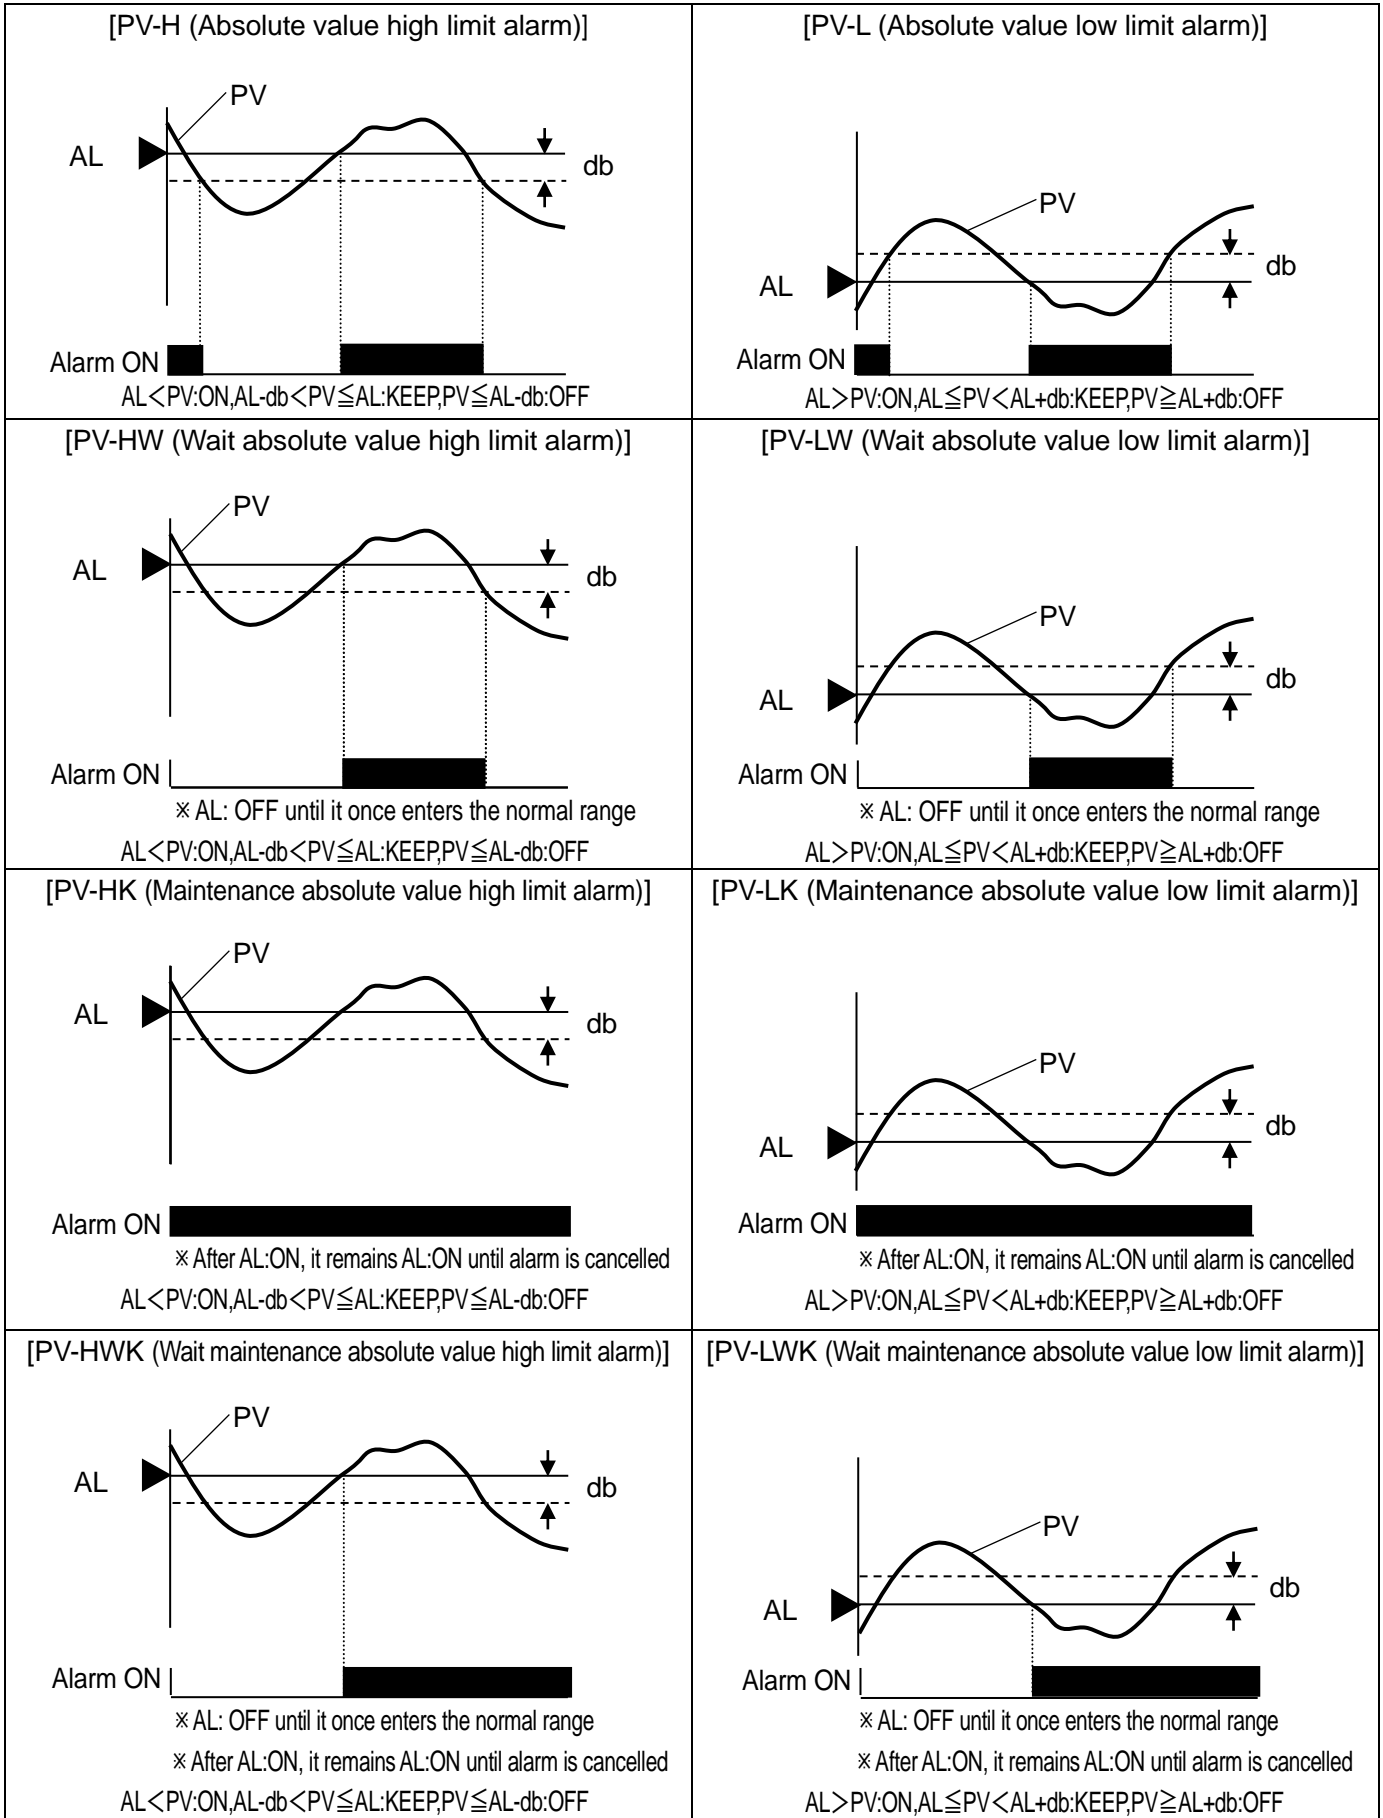 [PV-H (Absolute value high limit alarm)]
PV
AL
db
Alarm ON
AL＜PV:ON,AL-db＜PV≦AL:KEEP,PV≦AL-db:OFF
[PV-L (Absolute value low limit alarm)]
PV
AL
db
Alarm ON
AL＞PV:ON,AL≦PV＜AL+db:KEEP,PV≧AL+db:OFF
[PV-HW (Wait absolute value high limit alarm)]
PV
AL
db
Alarm ON
※ AL: OFF until it once enters the normal range
AL＜PV:ON,AL-db＜PV≦AL:KEEP,PV≦AL-db:OFF
[PV-LW (Wait absolute value low limit alarm)]
PV
AL
db
Alarm ON
※ AL: OFF until it once enters the normal range
AL＞PV:ON,AL≦PV＜AL+db:KEEP,PV≧AL+db:OFF
[PV-HK (Maintenance absolute value high limit alarm)]
PV
AL
db
Alarm ON
※ After AL:ON, it remains AL:ON until alarm is cancelled
AL＜PV:ON,AL-db＜PV≦AL:KEEP,PV≦AL-db:OFF
[PV-LK (Maintenance absolute value low limit alarm)]
PV
AL
db
Alarm ON
※ After AL:ON, it remains AL:ON until alarm is cancelled
AL＞PV:ON,AL≦PV＜AL+db:KEEP,PV≧AL+db:OFF
[PV-HWK (Wait maintenance absolute value high limit alarm)]
PV
AL
db
Alarm ON
※ AL: OFF until it once enters the normal range
※ After AL:ON, it remains AL:ON until alarm is cancelled
AL＜PV:ON,AL-db＜PV≦AL:KEEP,PV≦AL-db:OFF
[PV-LWK (Wait maintenance absolute value low limit alarm)]
PV
AL
db
Alarm ON
※ AL: OFF until it once enters the normal range
※ After AL:ON, it remains AL:ON until alarm is cancelled
AL＞PV:ON,AL≦PV＜AL+db:KEEP,PV≧AL+db:OFF